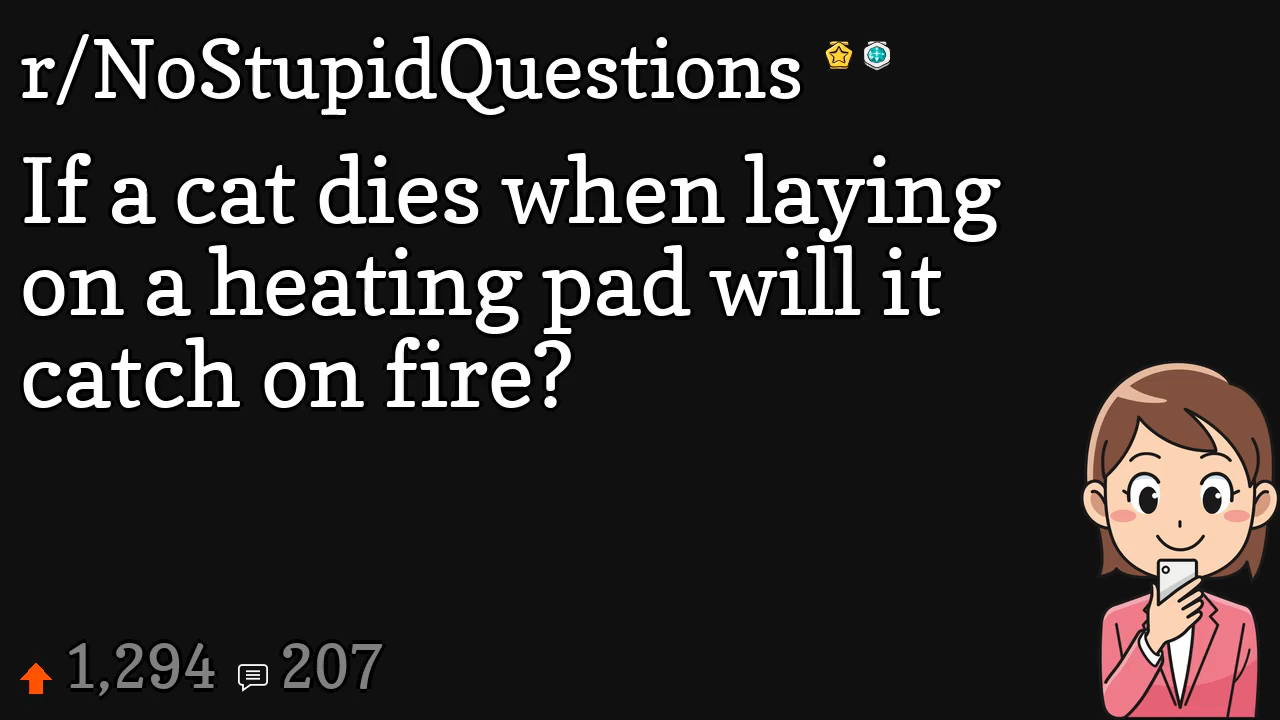 r/NoStupidQuestions
If a cat dies when laying
on a heating pad will it
catch on fire?
1,294 207